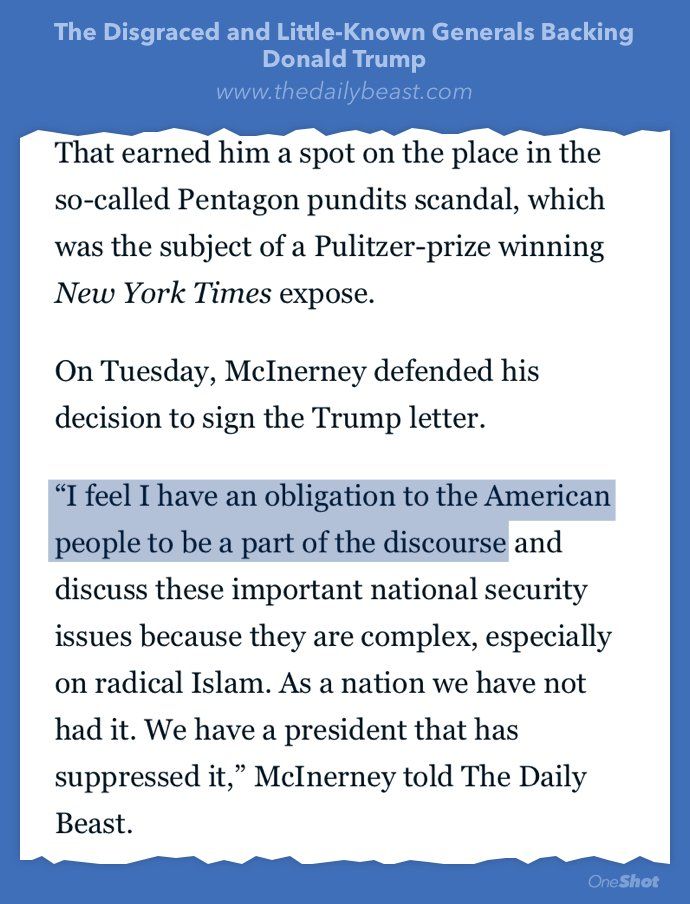 The Disgraced and Little-Known Generals Backing
Donald Trump
www.thedailybeast.com
That earned him a spot on the place in the
so-called Pentagon pundits scandal, which
was the subject of a Pulitzer-prize winning
New York Times expose.
On Tuesday, McInerney defended his
decision to sign the Trump letter.
“I feel I have an obligation to the American
people to be a part of the discourse and
discuss these important national security
issues because they are complex, especially
on radical Islam. As a nation we have not
had it. We have a president that has
suppressed it,” McInerney told The Daily
Beast.
OneShot